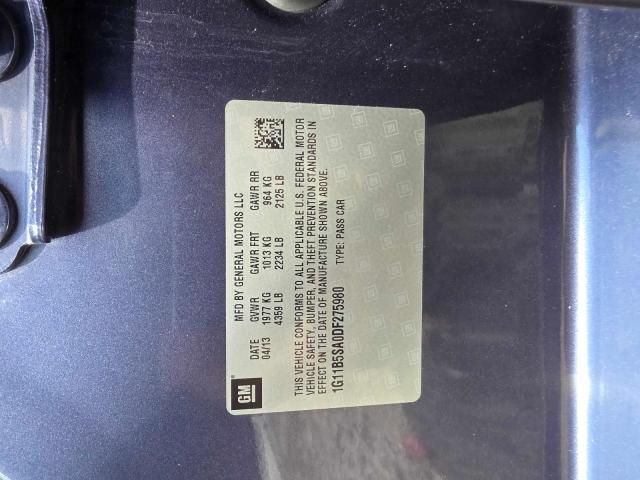 GM
MFD BY GENERAL MOTORS LLC
DATE GVWR GAWR FRT GAWR RR
04/13 1977 KG 1013 KG 964 KG
4359 LB 2234 LB 2125 LB
THIS VEHICLE CONFORMS TO ALL APPLICABLE U.S. FEDERAL MOTOR
VEHICLE SAFETY, BUMPER, AND THEFT PREVENTION STANDARDS IN
EFFECT ON THE DATE OF MANUFACTURE SHOWN ABOVE.
1G11B5SA0DF275980 TYPE: PASS CAR